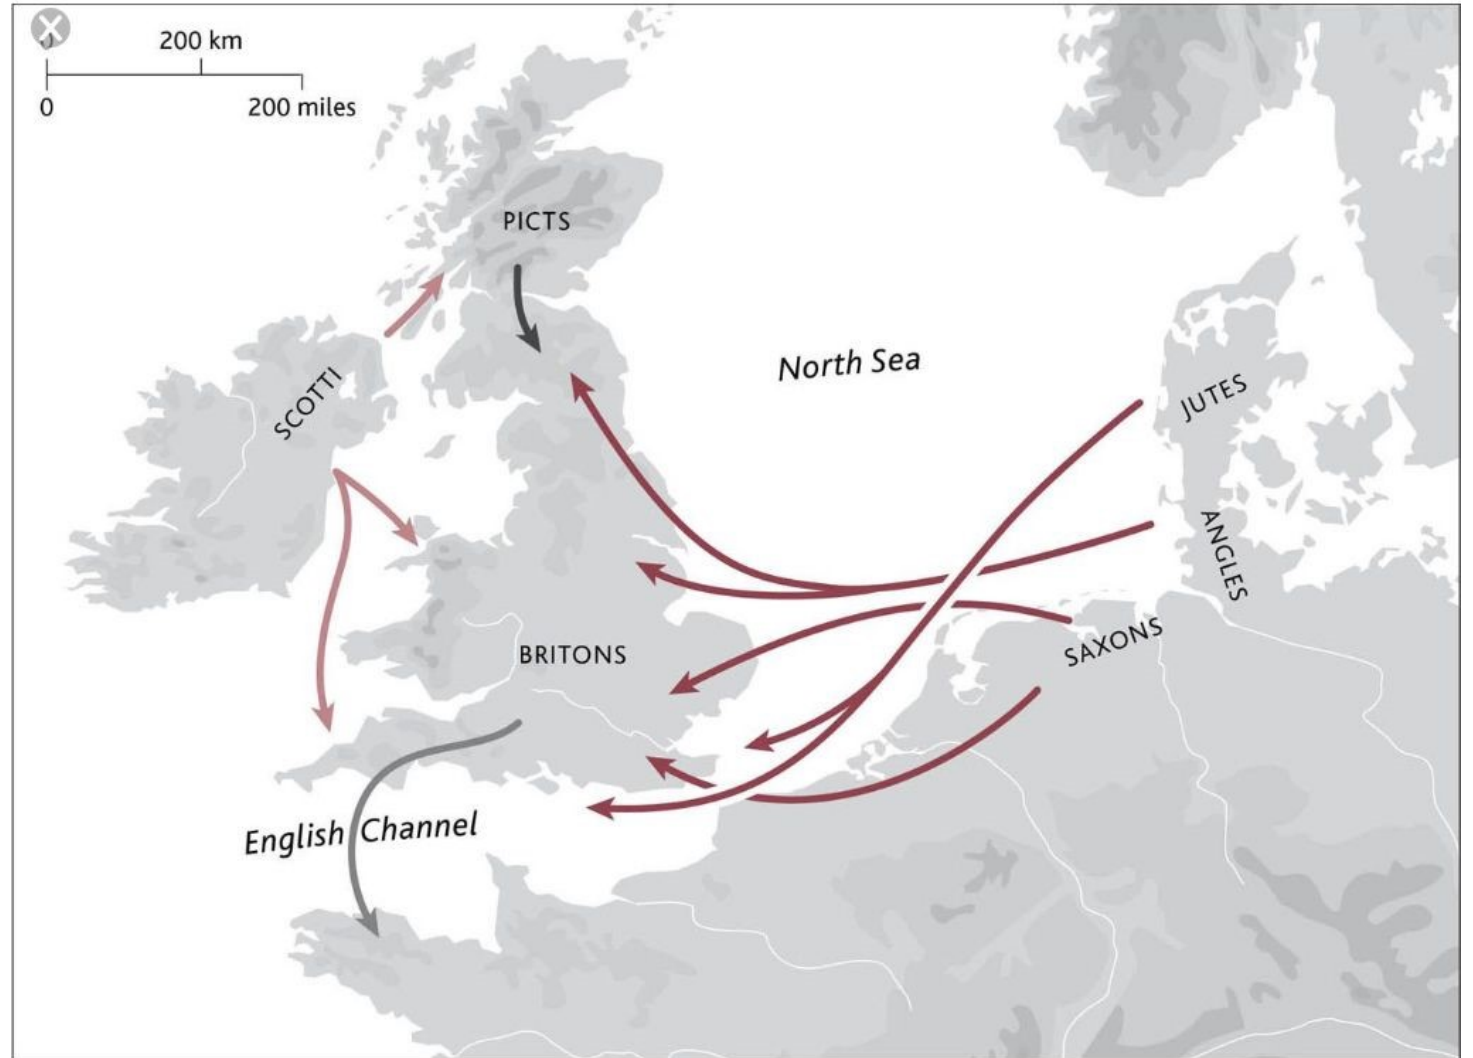 200 km
0
200 miles
PICTS
North Sea
SCOTTI
JUTES
ANGLES
BRITONS
SAXONS
English Channel